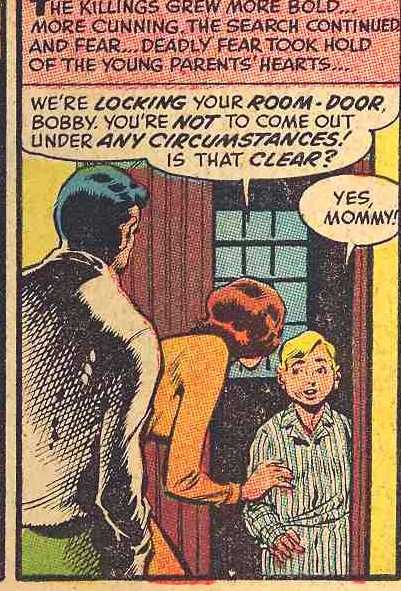 THE KILLINGS GREW MORE BOLD...
MORE CUNNING. THE SEARCH CONTINUED
AND FEAR... DEADLY FEAR TOOK HOLD
OF THE YOUNG PARENTS' HEARTS...
WE'RE LOCKING YOUR ROOM-DOOR,
BOBBY. YOU'RE NOT TO COME OUT
UNDER ANY CIRCUMSTANCES!
IS THAT CLEAR?
YES,
MOMMY!